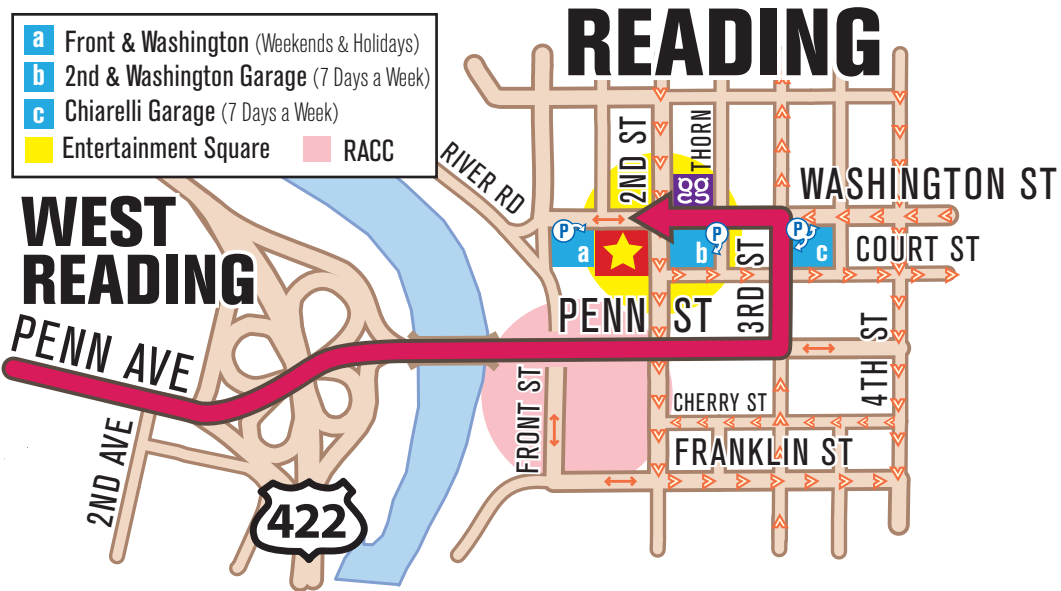 a Front & Washington (Weekends & Holidays)
b 2nd & Washington Garage (7 Days a Week)
c Chiarelli Garage (7 Days a Week)
Entertainment Square RACC
READING
WEST
READING
RIVER RD
2ND ST
THORN
gg
WASHINGTON ST
P
a
P
b
P
c
COURT ST
3RD ST
PENN ST
PENN AVE
4TH ST
FRONT ST
CHERRY ST
FRANKLIN ST
2ND AVE
422